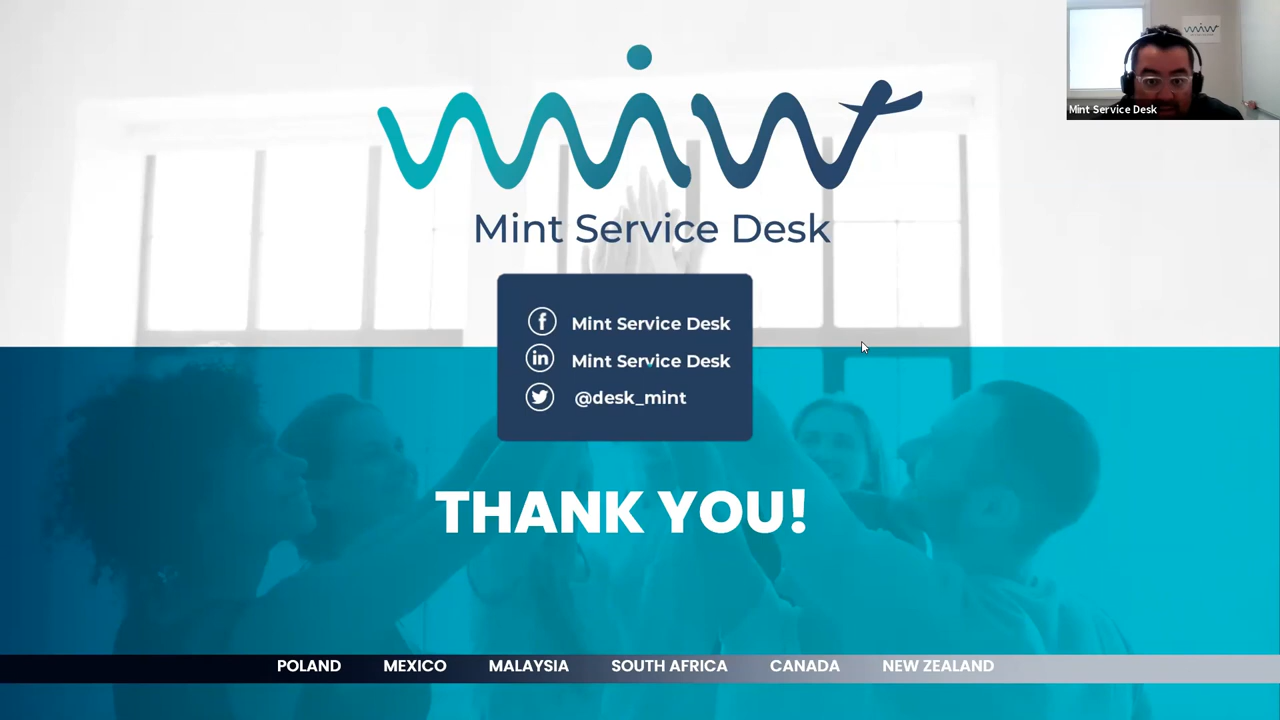 mint
Mint Service Desk
Mint Service Desk
Mint Service Desk
Mint Service Desk
@desk_mint
THANK YOU!
POLAND MEXICO MALAYSIA SOUTH AFRICA CANADA NEW ZEALAND